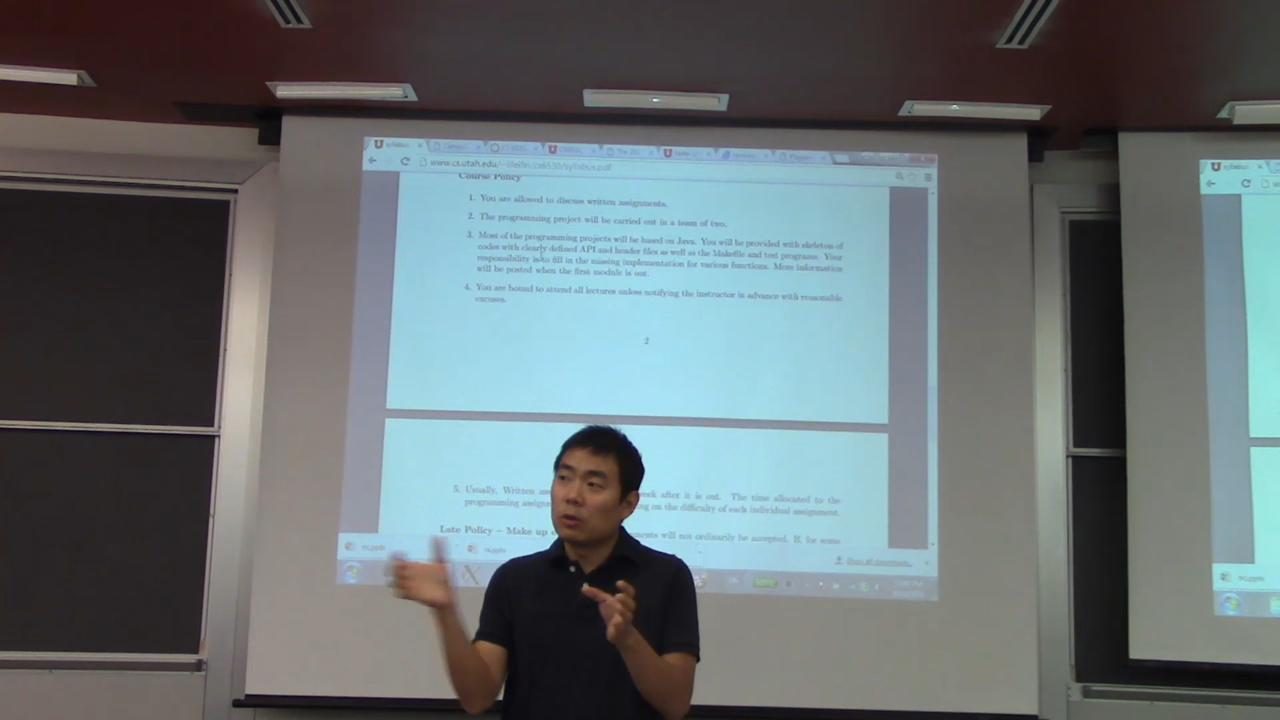 syllabus
www.cs.utah.edu/~lifeifei/cs6530/syllabus.pdf
Course Policy
1. You are allowed to discuss written assignments.
2. The programming project will be carried out in a team of two.
3. Most of the programming projects will be based on Java. You will be provided with skeleton of
codes with clearly defined API and header files as well as the Makefile and test programs. Your
responsibility is to fill in the missing implementation for various functions. More information
will be posted when the first module is out.
4. You are bound to attend all lectures unless notifying the instructor in advance with reasonable
excuses.
2
5. Usually, Written week after it is out. The time allocated to the
programming on the difficulty of each individual assignment.
Late Policy – Make up will not ordinarily be accepted. If, for some
Show all downloads...